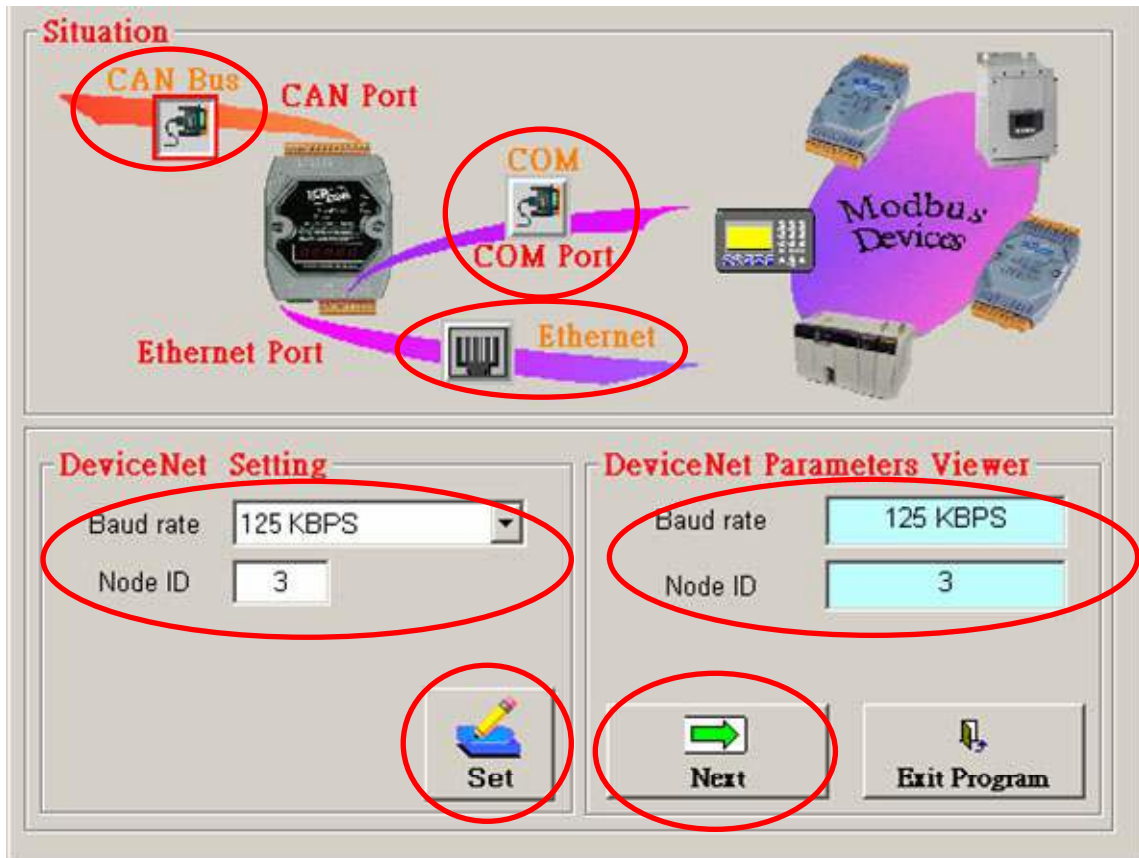 Situation
CAN Bus
CAN Port
COM
COM Port
Modbus
Devices
Ethernet
Ethernet Port
DeviceNet Setting
Baud rate 125 KBPS
Node ID 3
Set
DeviceNet Parameters Viewer
Baud rate 125 KBPS
Node ID 3
Next
Exit Program